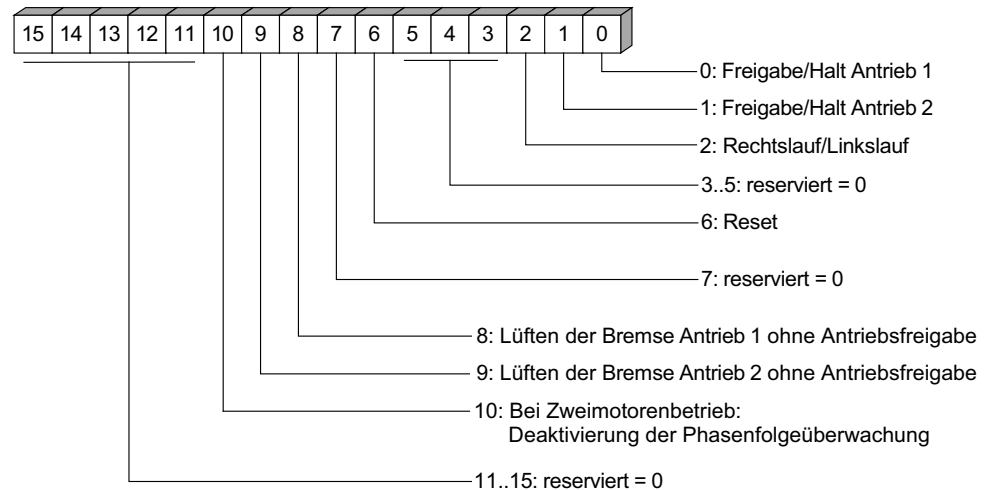 15 14 13 12 11 10 9 8 7 6 5 4 3 2 1 0
0: Freigabe/Halt Antrieb 1
1: Freigabe/Halt Antrieb 2
2: Rechtslauf/Linkslauf
3..5: reserviert = 0
6: Reset
7: reserviert = 0
8: Lüften der Bremse Antrieb 1 ohne Antriebsfreigabe
9: Lüften der Bremse Antrieb 2 ohne Antriebsfreigabe
10: Bei Zweimotorenbetrieb:
Deaktivierung der Phasenfolgeüberwachung
11..15: reserviert = 0